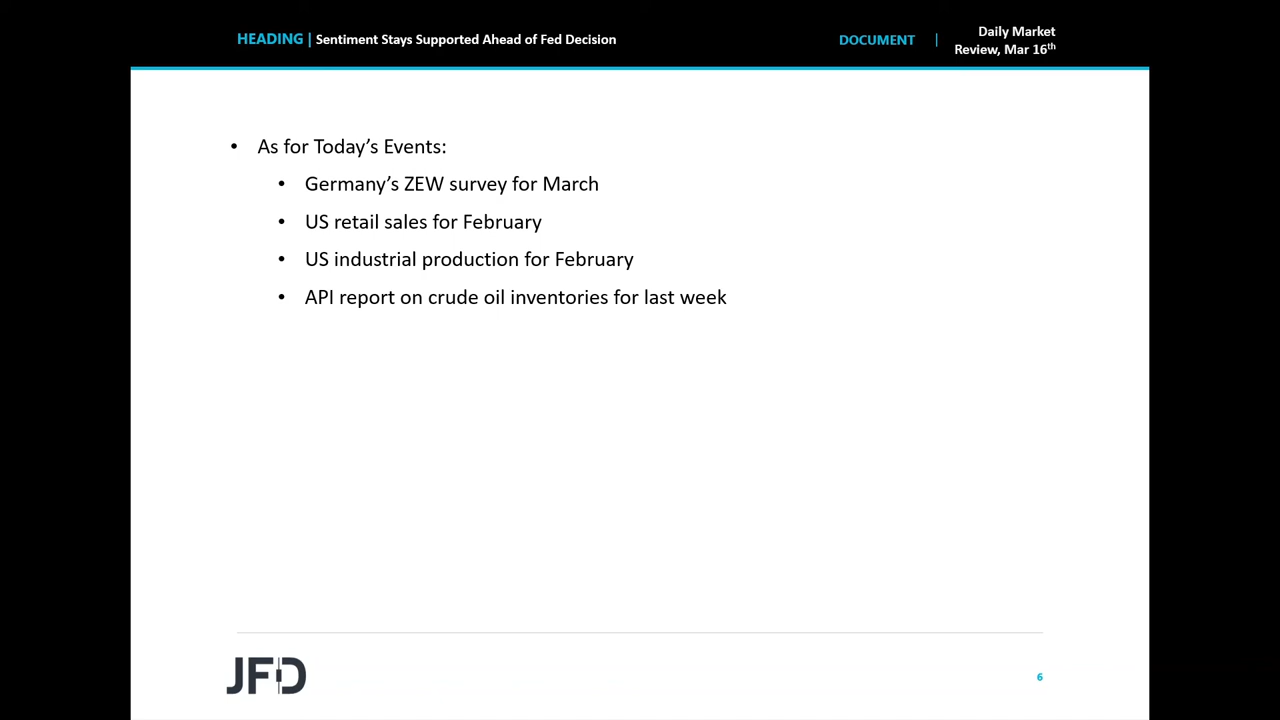 HEADING | Sentiment Stays Supported Ahead of Fed Decision
DOCUMENT | Daily Market
Review, Mar 16th
• As for Today’s Events:
• Germany’s ZEW survey for March
• US retail sales for February
• US industrial production for February
• API report on crude oil inventories for last week
JFD
6